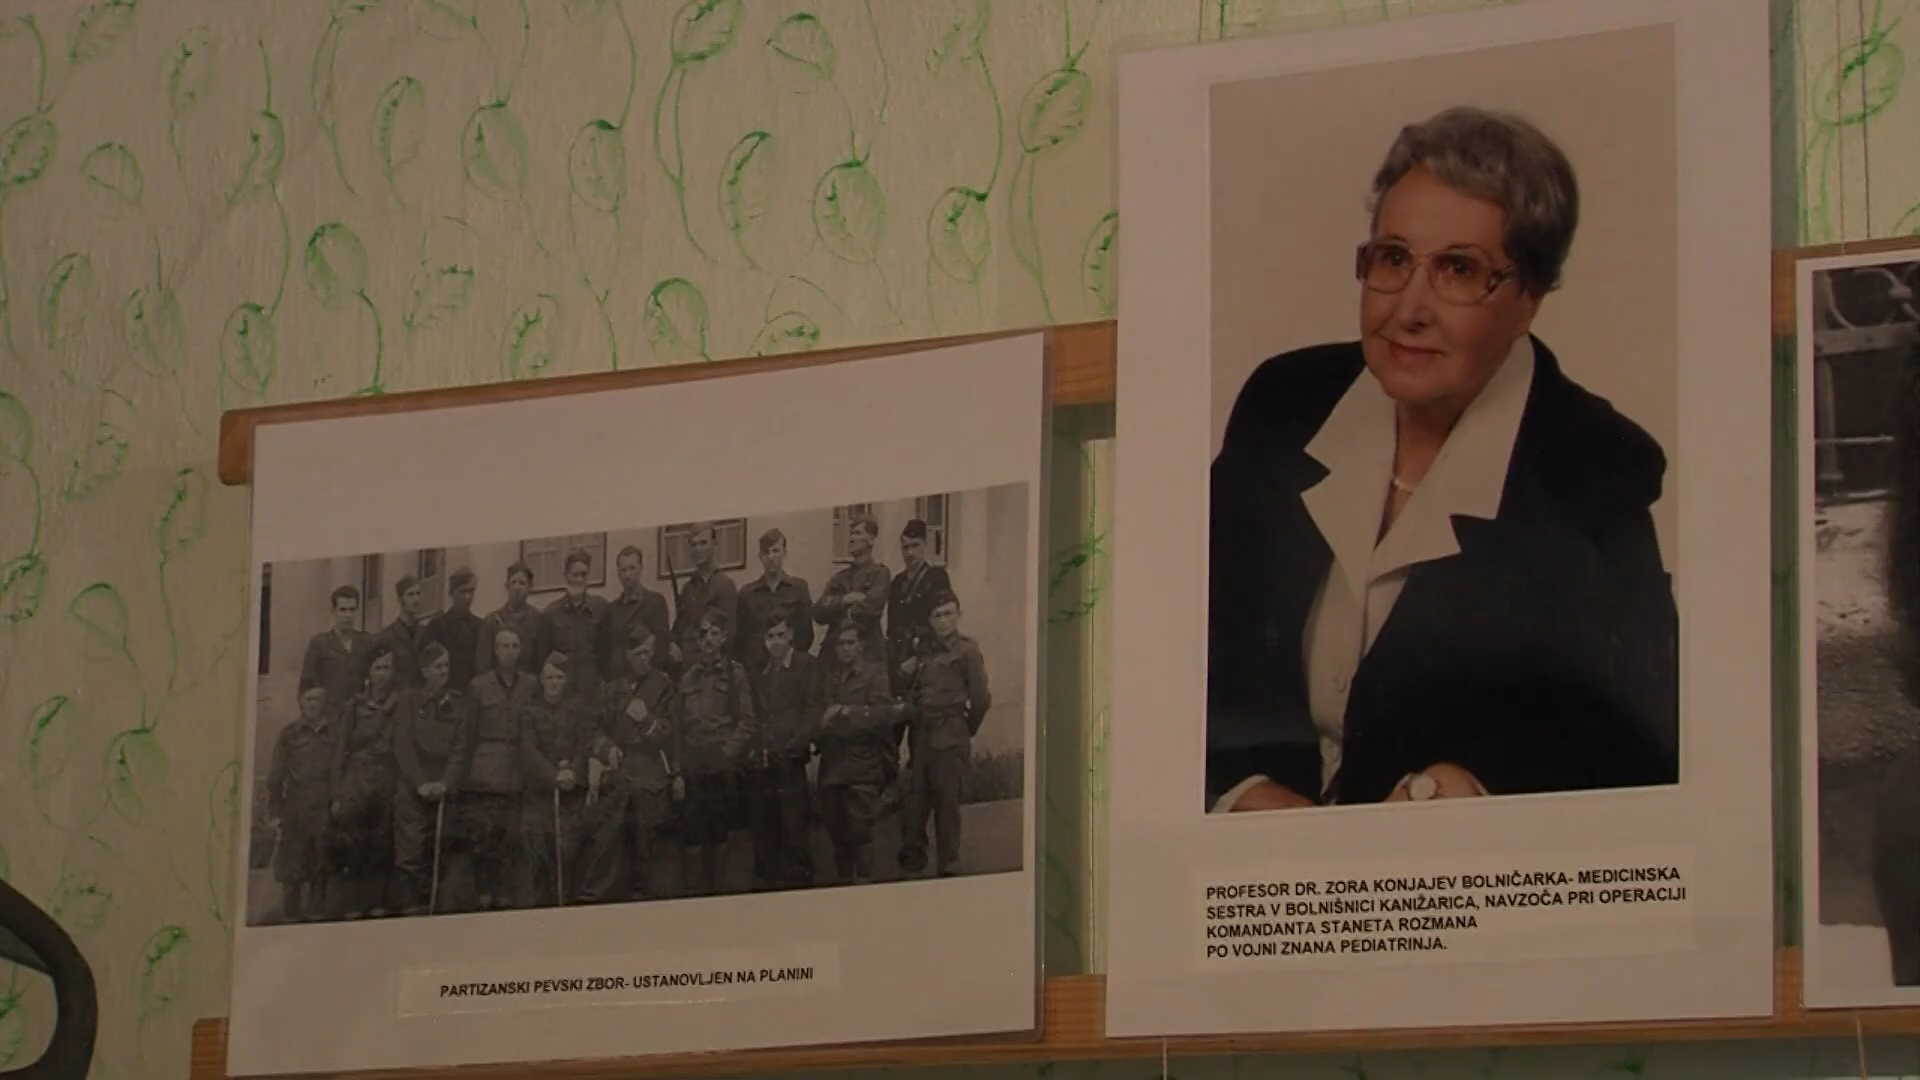 PARTIZANSKI PEVSKI ZBOR- USTANOVLJEN NA PLANINI
PROFESOR DR. ZORA KONJAJEV BOLNIČARKA- MEDICINSKA
SESTRA V BOLNIŠNICI KANIŽARICA, NAVZOČA PRI OPERACIJI
KOMANDANTA STANETA ROZMANA
PO VOJNI ZNANA PEDIATRINJA.